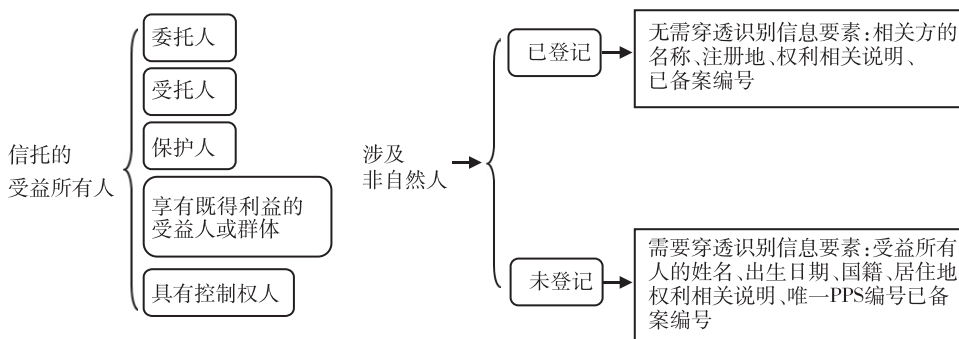 信托的
受益所有人
委托人
受托人
保护人
享有既得利益的
受益人或群体
具有控制权人
涉及
非自然人
已登记
无需穿透识别信息要素:相关方的
名称、注册地、权利相关说明、
已备案编号
未登记
需要穿透识别信息要素:受益所有
人的姓名、出生日期、国籍、居住地
权利相关说明、唯一PPS编号已备
案编号